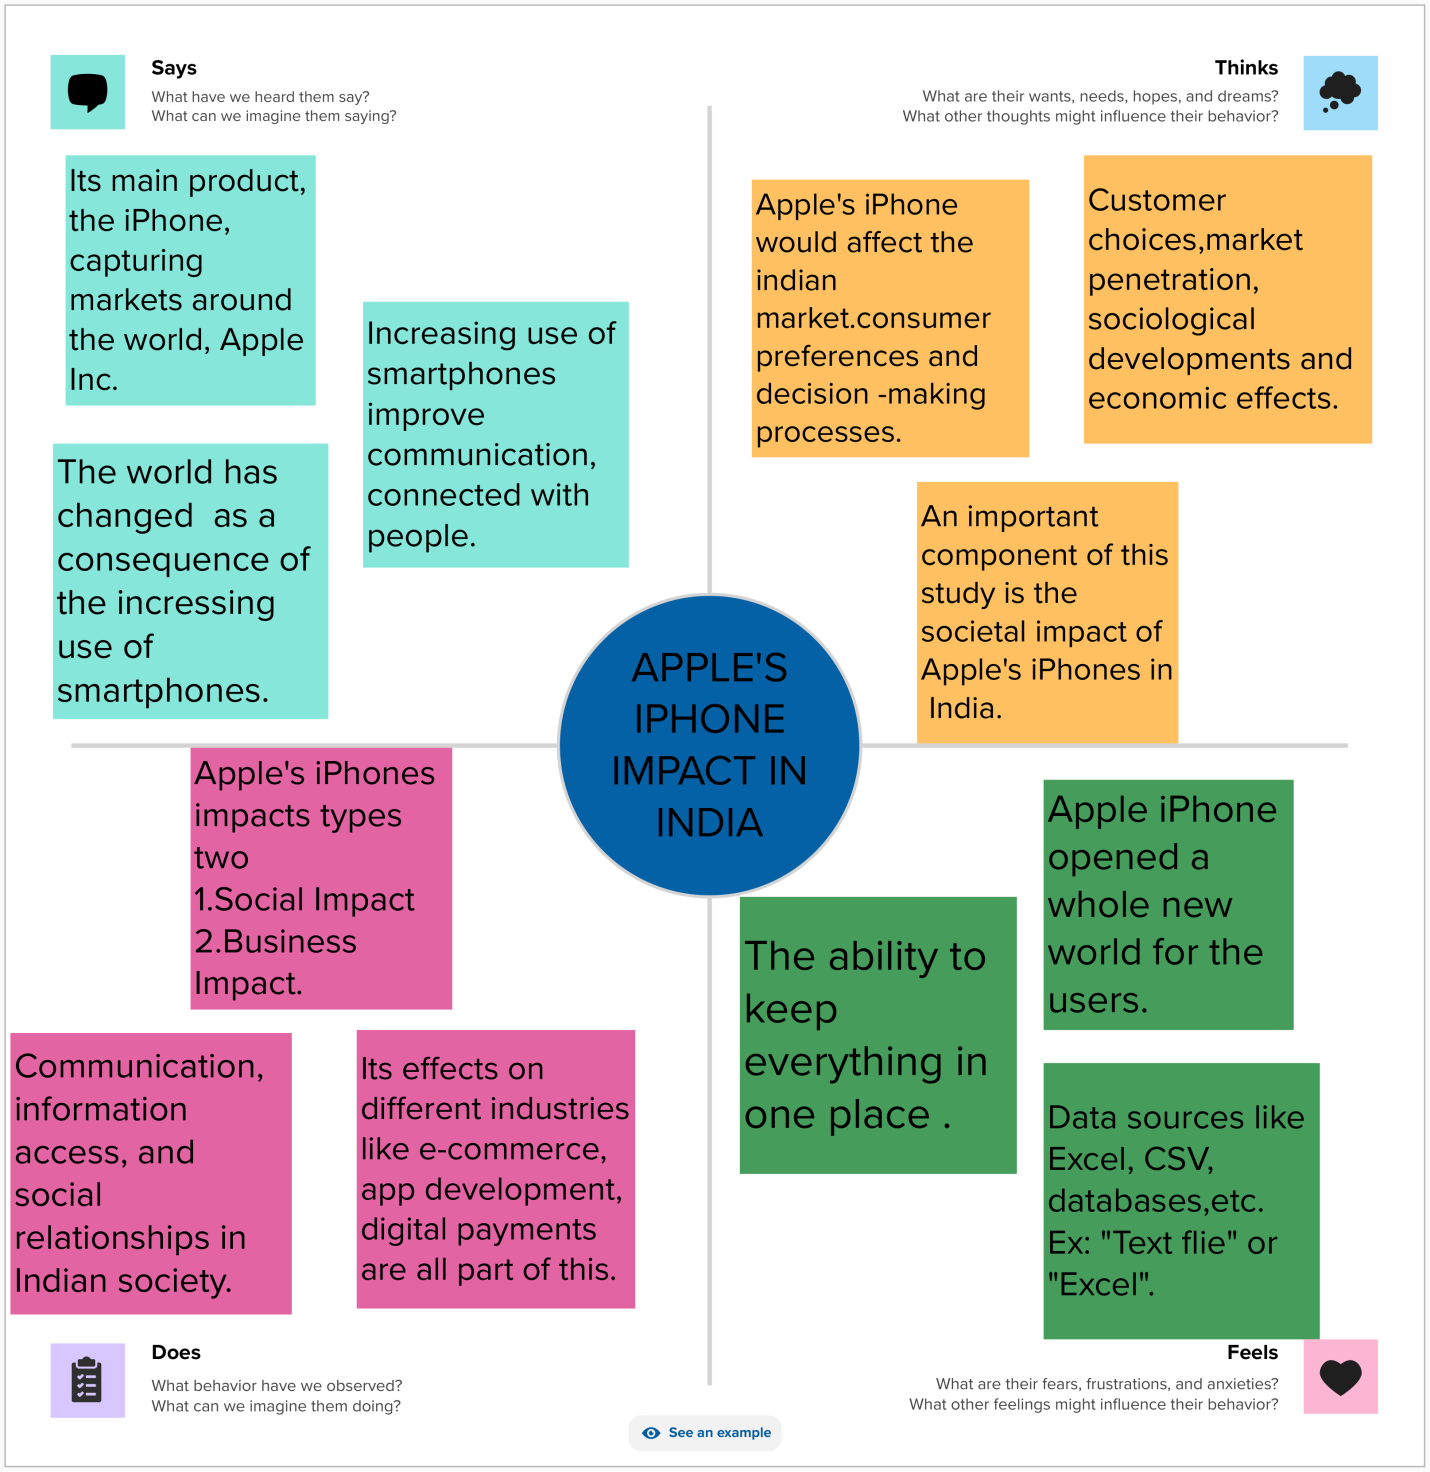 Says
What have we heard them say?
What can we imagine them saying?
Its main product,
the iPhone,
capturing
markets around
the world, Apple
Inc.
Increasing use of
smartphones
improve
communication,
connected with
people.
The world has
changed  as a
consequence of
the incressing
use of
smartphones.
Thinks
What are their wants, needs, hopes, and dreams?
What other thoughts might influence their behavior?
Apple's iPhone
would affect the
indian
market.consumer
preferences and
decision -making
processes.
Customer
choices,market
penetration,
sociological
developments and
economic effects.
An important
component of this
study is the
societal impact of
Apple's iPhones in
India.
APPLE'S
IPHONE
IMPACT IN
INDIA
Apple's iPhones
impacts types
two
1.Social Impact
2.Business
Impact.
Communication,
information
access, and
social
relationships in
Indian society.
Its effects on
different industries
like e-commerce,
app development,
digital payments
are all part of this.
Does
What behavior have we observed?
What can we imagine them doing?
Apple iPhone
opened a
whole new
world for the
users.
The ability to
keep
everything in
one place .
Data sources like
Excel, CSV,
databases,etc.
Ex: "Text flie" or
"Excel".
Feels
What are their fears, frustrations, and anxieties?
What other feelings might influence their behavior?
See an example